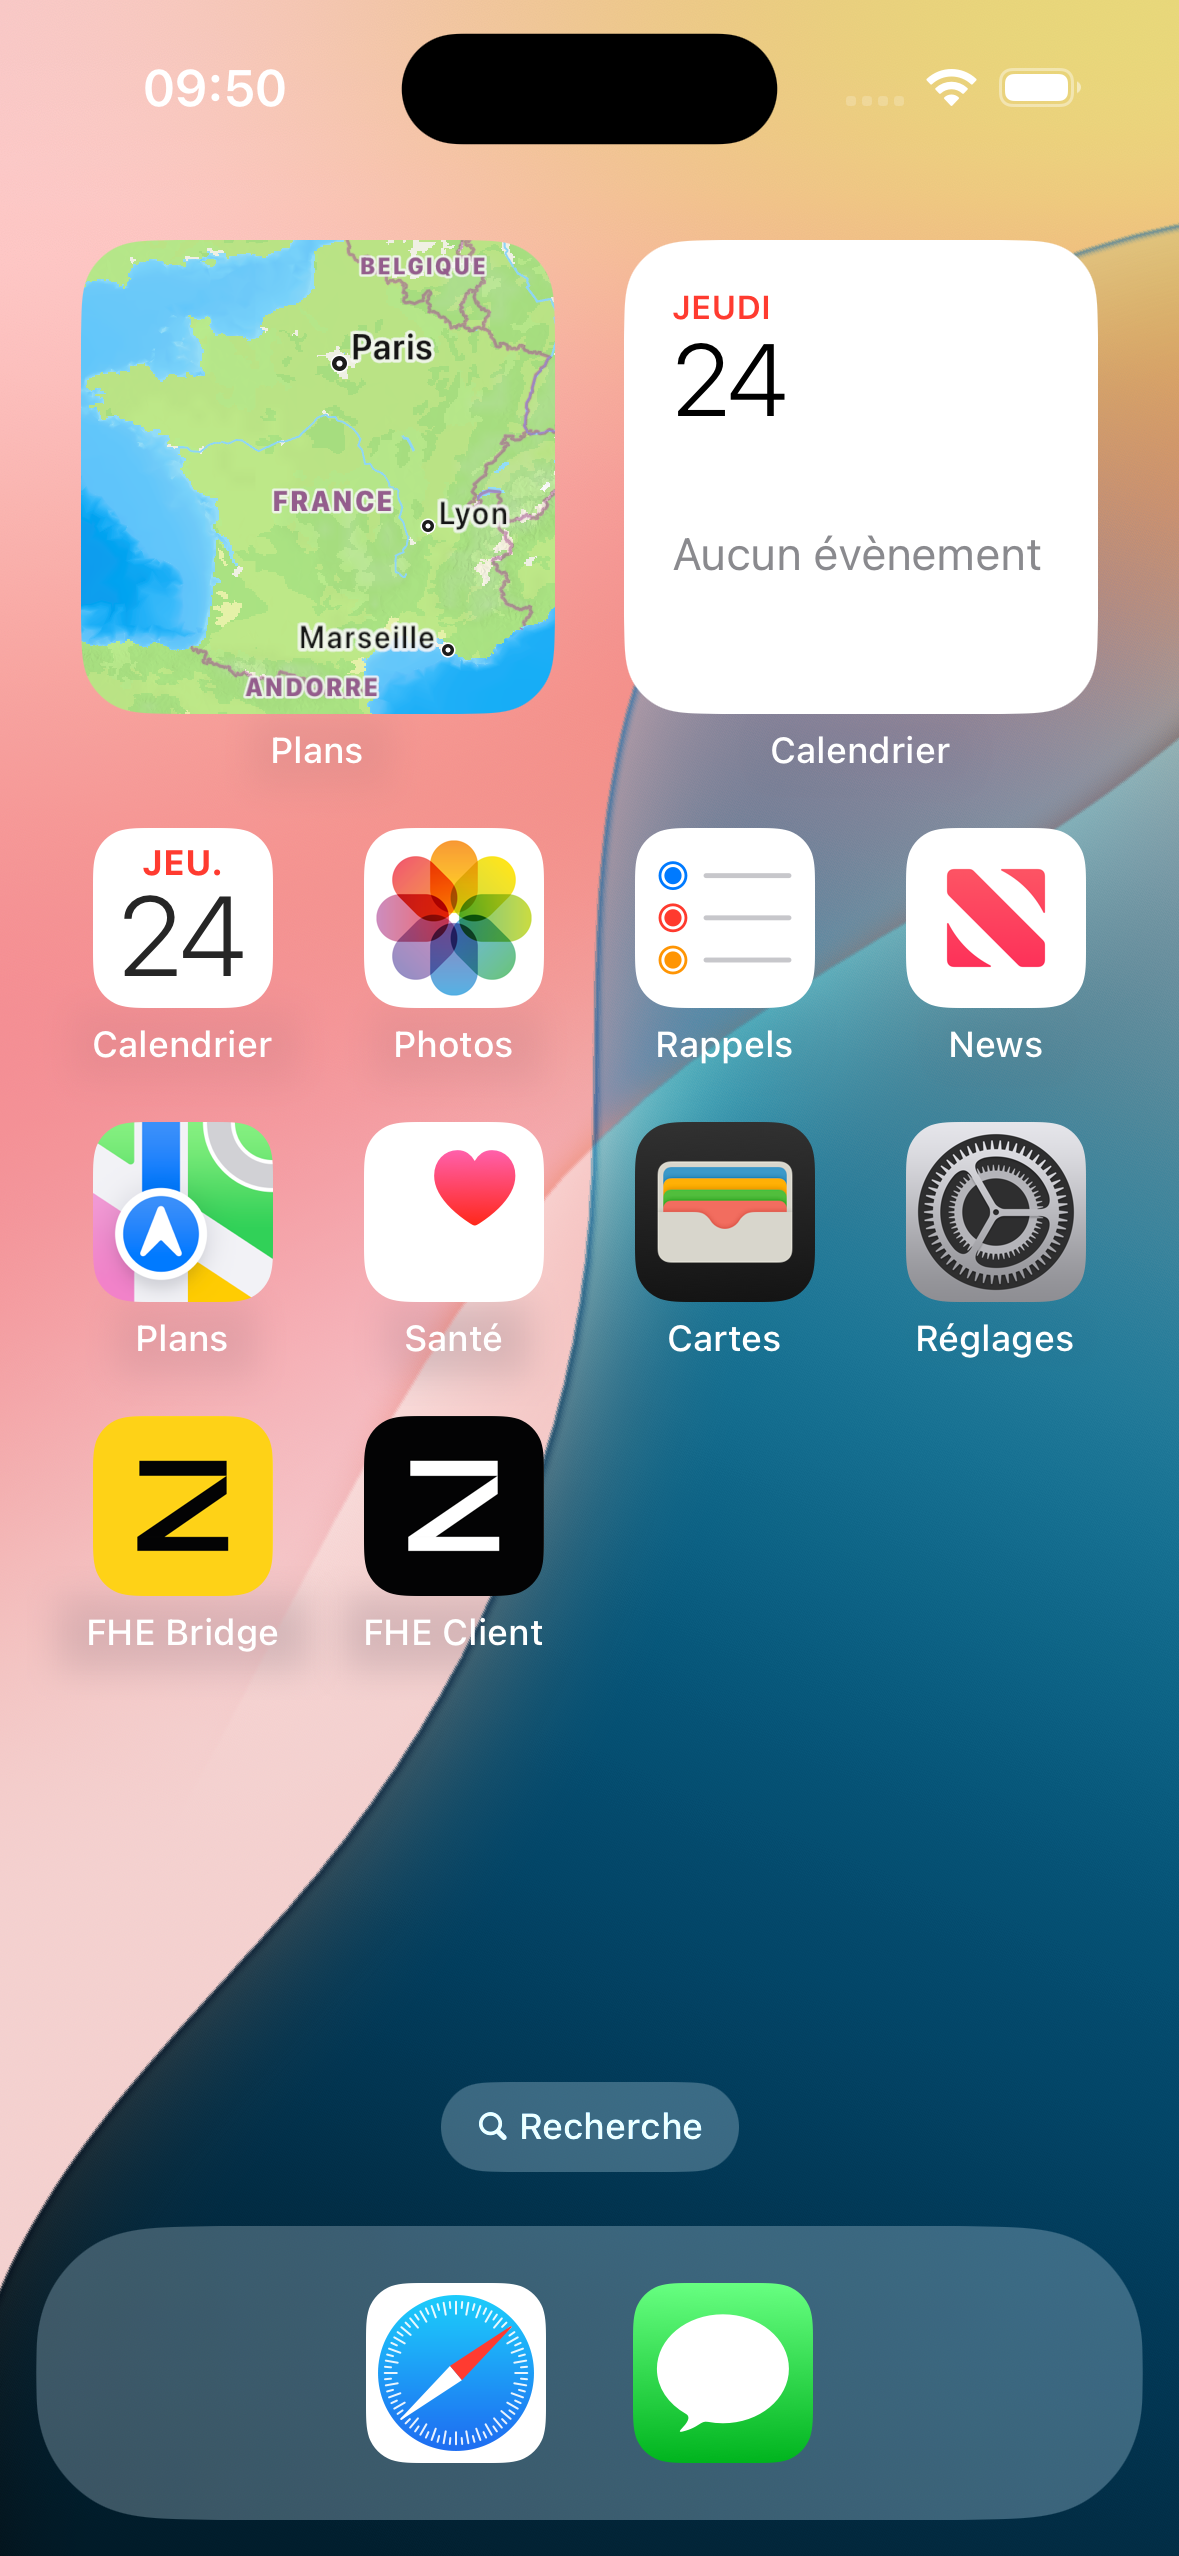 09:50
BELGIQUE
Paris
FRANCE
Lyon
Marseille
ANDORRE
JEUDI
24
Aucun évènement
Plans
Calendrier
JEU.
24
Calendrier
Photos
Rappels
News
Plans
Santé
Cartes
Réglages
FHE Bridge
FHE Client
Recherche